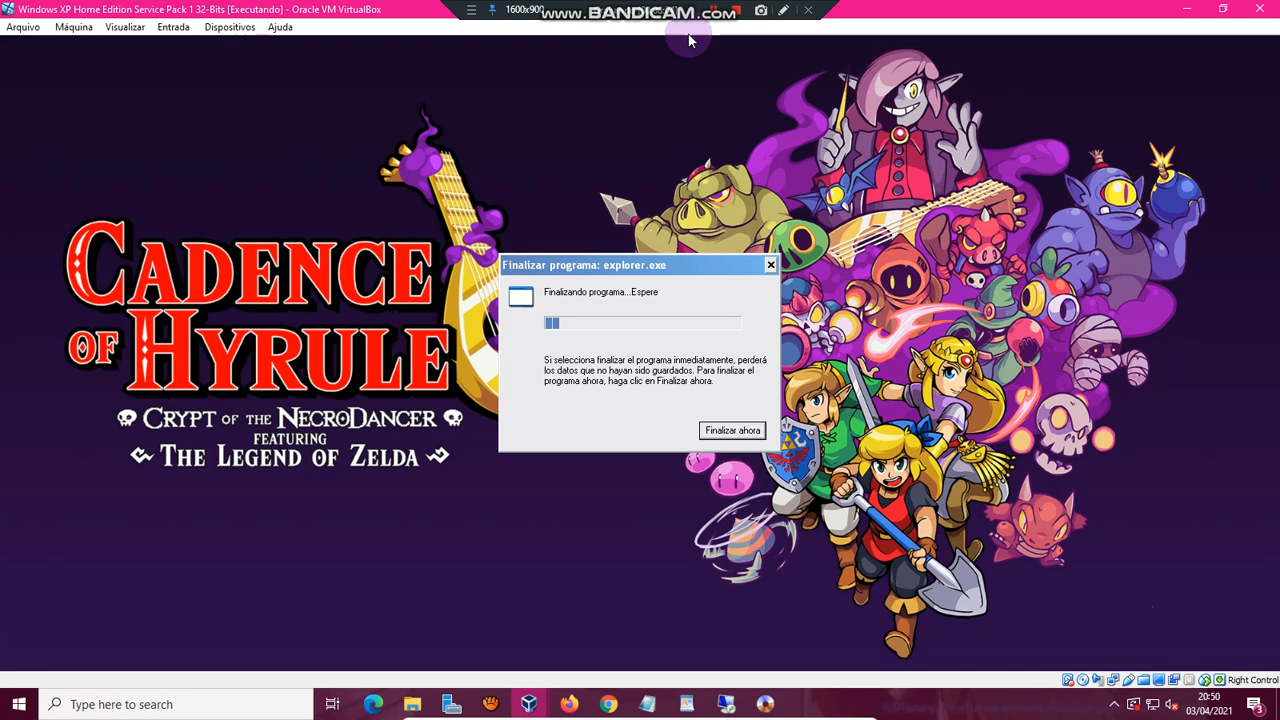 Windows XP Home Edition Service Pack 1 32-Bits [Executando] - Oracle VM VirtualBox
1600x900
www.BANDICAM.com
Arquivo Máquina Visualizar Entrada Dispositivos Ajuda
CADENCE
OF HYRULE
CRYPT OF THE NECRODANCER
FEATURING
THE LEGEND OF ZELDA
Finalizar programa: explorer.exe
Finalizando programa...Espere
Si selecciona finalizar el programa inmediatamente, perderá
los datos que no hayan sido guardados. Para finalizar el
programa ahora, haga clic en Finalizar ahora.
Finalizar ahora
Right Control
Type here to search
20:50
03/04/2021
3